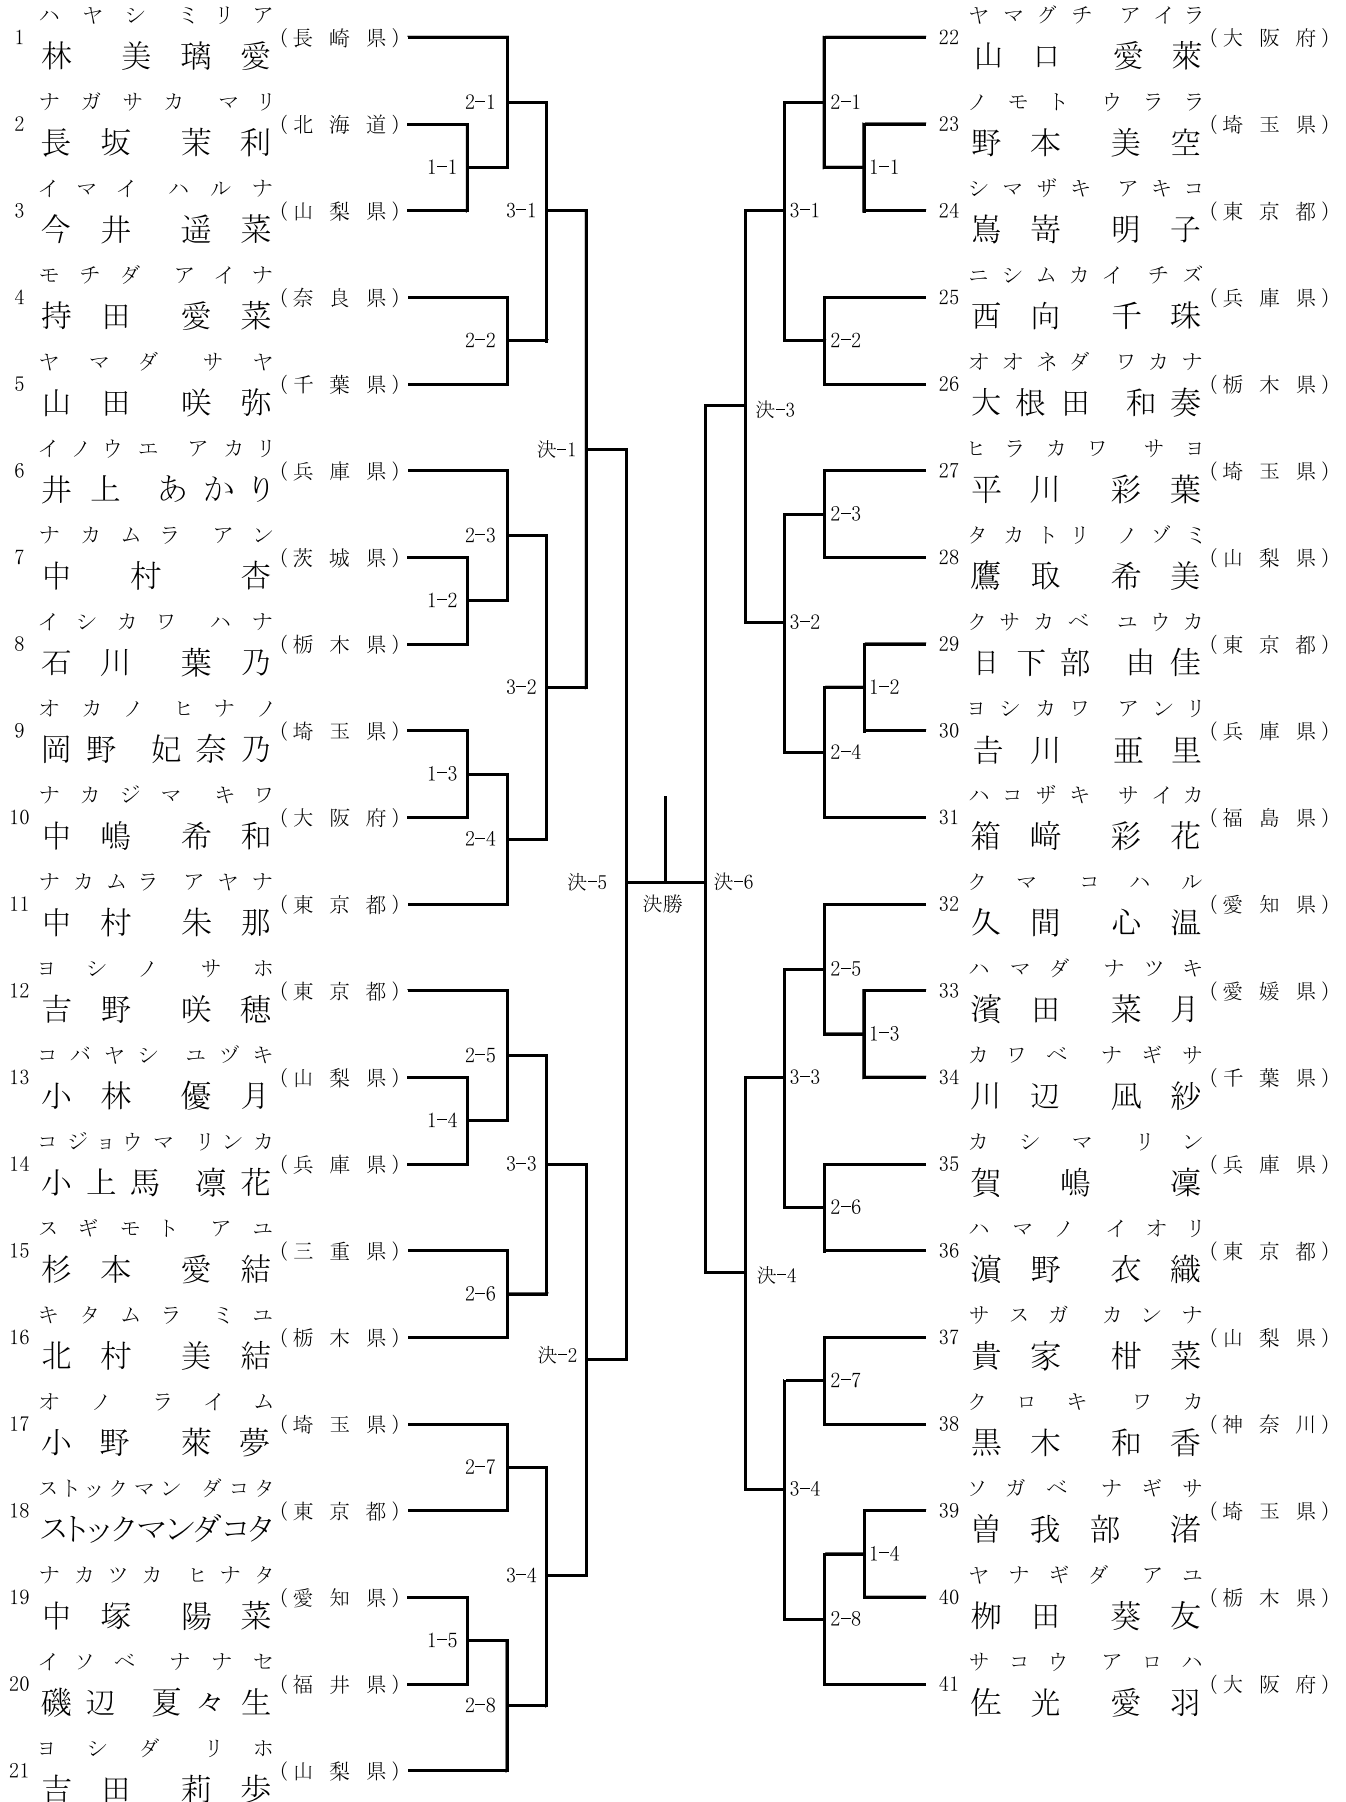 ハヤシ ミリア
1 林 美璃愛 (長崎県)
ナガサカ マリ
2 長坂 茉利 (北海道)
イマイ ハルナ
3 今井 遥菜 (山梨県)
モチダ アイナ
4 持田 愛菜 (奈良県)
ヤマダ サヤ
5 山田 咲弥 (千葉県)
イノウエ アカリ
6 井上 あかり (兵庫県)
ナカムラ アン
7 中村 杏 (茨城県)
イシカワ ハナ
8 石川 葉乃 (栃木県)
オカノ ヒナノ
9 岡野 妃奈乃 (埼玉県)
ナカジマ キワ
10 中嶋 希和 (大阪府)
ナカムラ アヤナ
11 中村 朱那 (東京都)
ヨシノ サホ
12 吉野 咲穂 (東京都)
コバヤシ ユヅキ
13 小林 優月 (山梨県)
コジョウマ リンカ
14 小上馬 凛花 (兵庫県)
スギモト アユ
15 杉本 愛結 (三重県)
キタムラ ミユ
16 北村 美結 (栃木県)
オノ ライム
17 小野 萊夢 (埼玉県)
ストックマン ダコタ
18 ストックマンダコタ (東京都)
ナカツカ ヒナタ
19 中塚 陽菜 (愛知県)
イソベ ナナセ
20 磯辺 夏々生 (福井県)
ヨシダ リホ
21 吉田 莉歩 (山梨県)
1-1
1-2
1-3
1-4
1-5
2-1
2-2
2-3
2-4
2-5
2-6
2-7
2-8
3-1
3-2
3-3
3-4
決-1
決-2
決-5
決勝
決-6
決-3
決-4
3-1
3-2
3-3
3-4
2-1
2-2
2-3
2-4
2-5
2-6
2-7
2-8
1-1
1-2
1-3
1-4
ヤマグチ アイラ
22 山口 愛萊 (大阪府)
ノモト ウララ
23 野本 美空 (埼玉県)
シマザキ アキコ
24 嶌嵜 明子 (東京都)
ニシムカイ チズ
25 西向 千珠 (兵庫県)
オオネダ ワカナ
26 大根田 和奏 (栃木県)
ヒラカワ サヨ
27 平川 彩葉 (埼玉県)
タカトリ ノゾミ
28 鷹取 希美 (山梨県)
クサカベ ユウカ
29 日下部 由佳 (東京都)
ヨシカワ アンリ
30 𠮷川 亜里 (兵庫県)
ハコザキ サイカ
31 箱﨑 彩花 (福島県)
クマ コハル
32 久間 心温 (愛知県)
ハマダ ナツキ
33 濱田 菜月 (愛媛県)
カワベ ナギサ
34 川辺 凪紗 (千葉県)
カシマ リン
35 賀嶋 凜 (兵庫県)
ハマノ イオリ
36 濵野 衣織 (東京都)
サスガ カンナ
37 貴家 柑菜 (山梨県)
クロキ ワカ
38 黒木 和香 (神奈川)
ソガベ ナギサ
39 曽我部 渚 (埼玉県)
ヤナギダ アユ
40 栁田 葵友 (栃木県)
サコウ アロハ
41 佐光 愛羽 (大阪府)